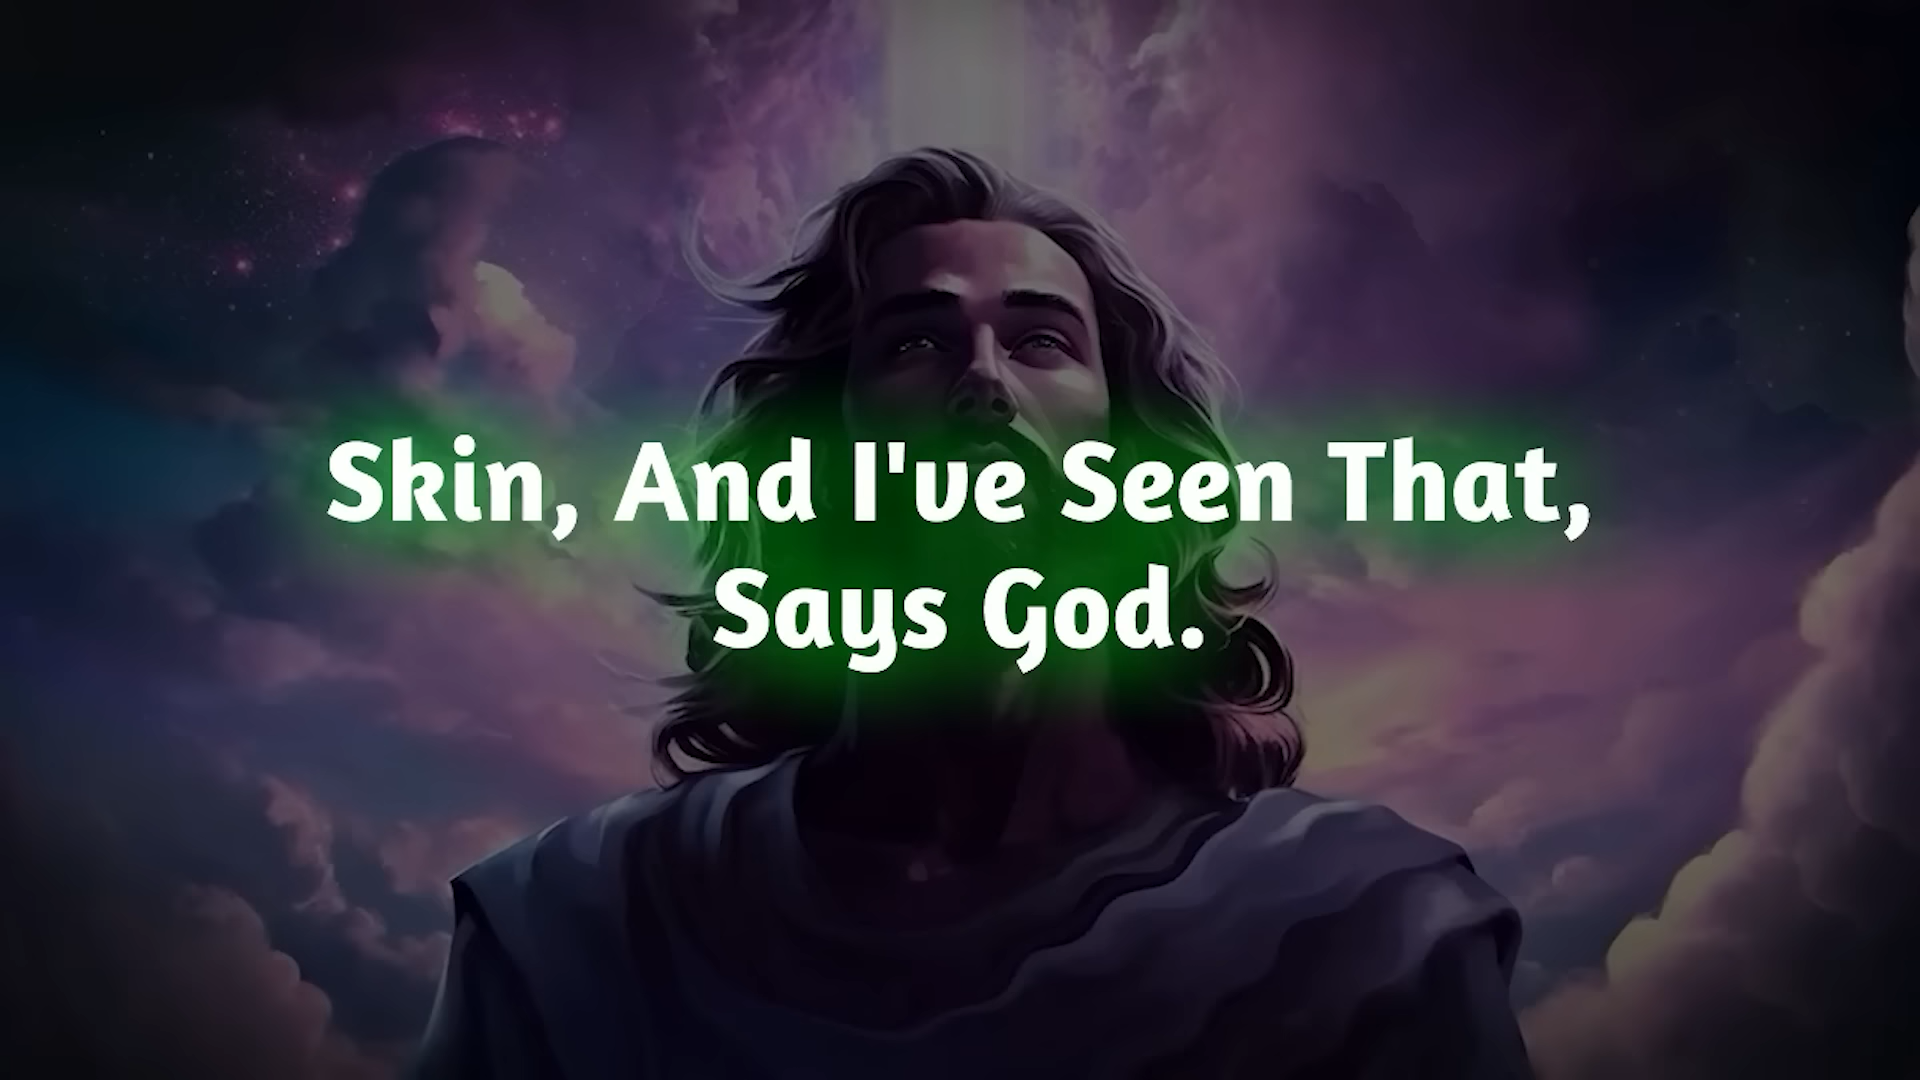 Skin, And I've Seen That,
Says God.